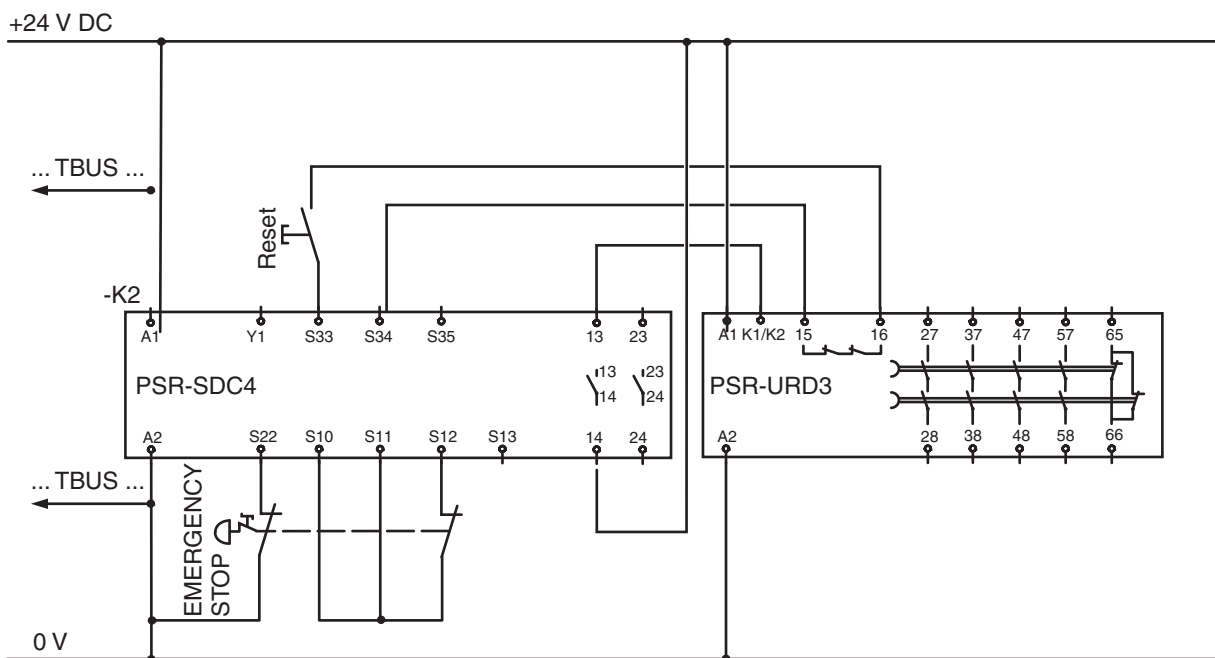 +24 V DC
... TBUS ...
Reset
-K2
A1 Y1 S33 S34 S35 13 23
A1 K1/K2 15 16 27 37 47 57 65
13 23
PSR-SDC4
PSR-URD3
14 24
A2 S22 S10 S11 S12 S13 14 24
A2 28 38 48 58 66
... TBUS ...
EMERGENCY
STOP
0 V